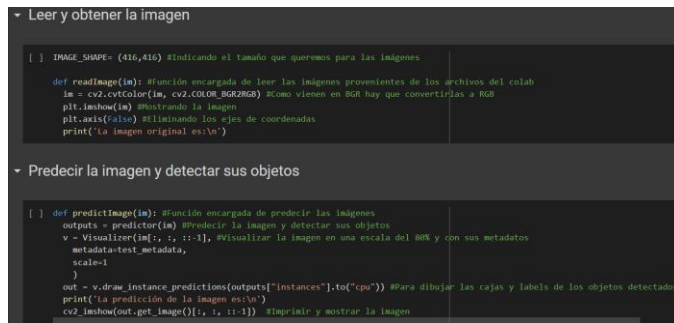 Leer y obtener la imagen
[ ] IMAGE_SHAPE= (416,416) #Indicando el tamaño que queremos para las imágenes
def readImage(im): #Función encargada de leer las imágenes provenientes de los archivos del colab
im = cv2.cvtColor(im, cv2.COLOR_BGR2RGB) #Como vienen en BGR hay que convertirlas a RGB
plt.imshow(im) #Mostrando la imagen
plt.axis(False) #Eliminando los ejes de coordenadas
print('La imagen original es:\n')
Predecir la imagen y detectar sus objetos
[ ] def predictImage(im): #Función encargada de predecir las imágenes
outputs = predictor(im) #Predecir la imagen y detectar sus objetos
v = Visualizer(im[:, :, ::-1], #Visualizar la imagen en una escala del 80% y con sus metadatos
metadata=test_metadata,
scale=1
)
out = v.draw_instance_predictions(outputs["instances"].to("cpu")) #Para dibujar las cajas y labels de los objetos detectados
print('La predicción de la imagen es:\n')
cv2_imshow(out.get_image()[:, :, ::-1]) #Imprimir y mostrar la imagen